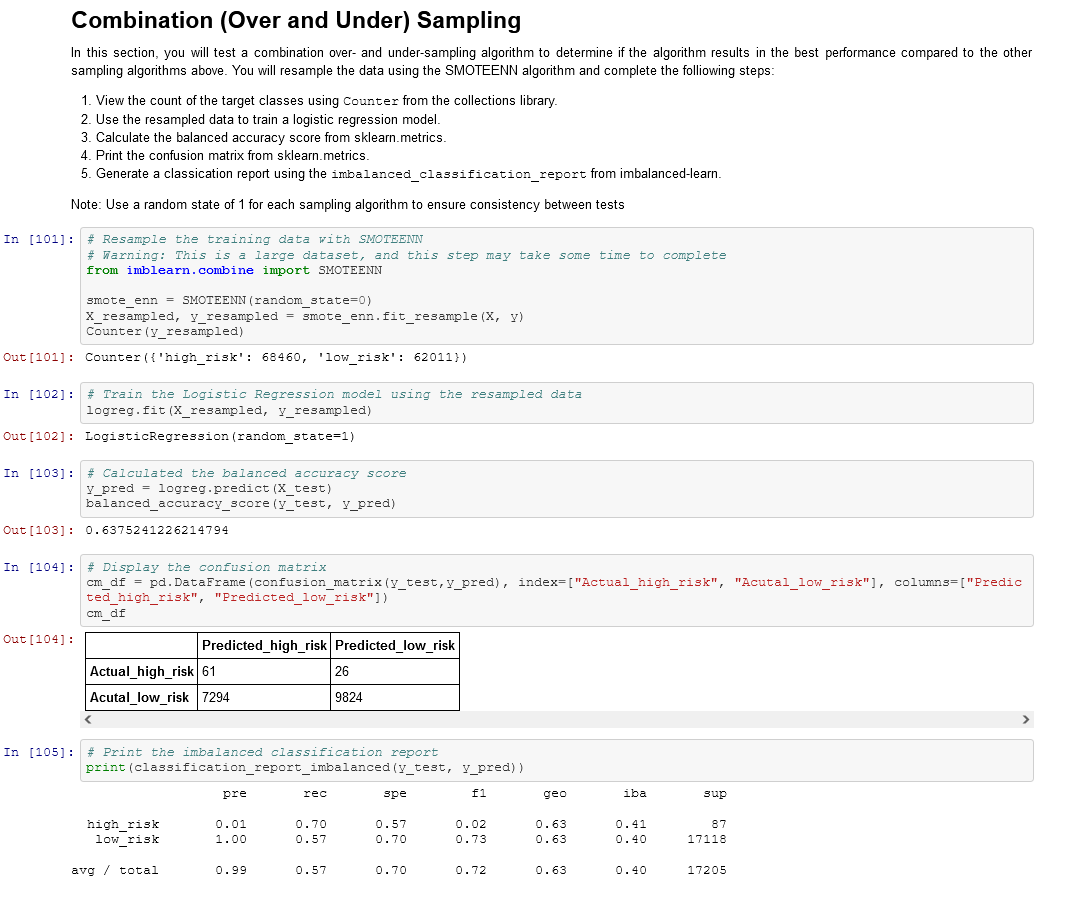 Combination (Over and Under) Sampling
In this section, you will test a combination over- and under-sampling algorithm to determine if the algorithm results in the best performance compared to the other
sampling algorithms above. You will resample the data using the SMOTEENN algorithm and complete the folliowing steps:
1. View the count of the target classes using Counter from the collections library.
2. Use the resampled data to train a logistic regression model.
3. Calculate the balanced accuracy score from sklearn.metrics.
4. Print the confusion matrix from sklearn.metrics.
5. Generate a classication report using the imbalanced_classification_report from imbalanced-learn.
Note: Use a random state of 1 for each sampling algorithm to ensure consistency between tests
In [101]: # Resample the training data with SMOTEENN
# Warning: This is a large dataset, and this step may take some time to complete
from imblearn.combine import SMOTEENN
smote_enn = SMOTEENN(random_state=0)
X_resampled, y_resampled = smote_enn.fit_resample(X, y)
Counter(y_resampled)
Out[101]: Counter({'high_risk': 68460, 'low_risk': 62011})
In [102]: # Train the Logistic Regression model using the resampled data
logreg.fit(X_resampled, y_resampled)
Out[102]: LogisticRegression(random_state=1)
In [103]: # Calculated the balanced accuracy score
y_pred = logreg.predict(X_test)
balanced_accuracy_score(y_test, y_pred)
Out[103]: 0.6375241226214794
In [104]: # Display the confusion matrix
cm_df = pd.DataFrame(confusion_matrix(y_test,y_pred), index=["Actual_high_risk", "Acutal_low_risk"], columns=["Predic
ted_high_risk", "Predicted_low_risk"])
cm_df
Out[104]:
Predicted_high_risk Predicted_low_risk
Actual_high_risk 61 26
Acutal_low_risk 7294 9824
In [105]: # Print the imbalanced classification report
print(classification_report_imbalanced(y_test, y_pred))
pre rec spe f1 geo iba sup
high_risk 0.01 0.70 0.57 0.02 0.63 0.41 87
low_risk 1.00 0.57 0.70 0.73 0.63 0.40 17118
avg / total 0.99 0.57 0.70 0.72 0.63 0.40 17205